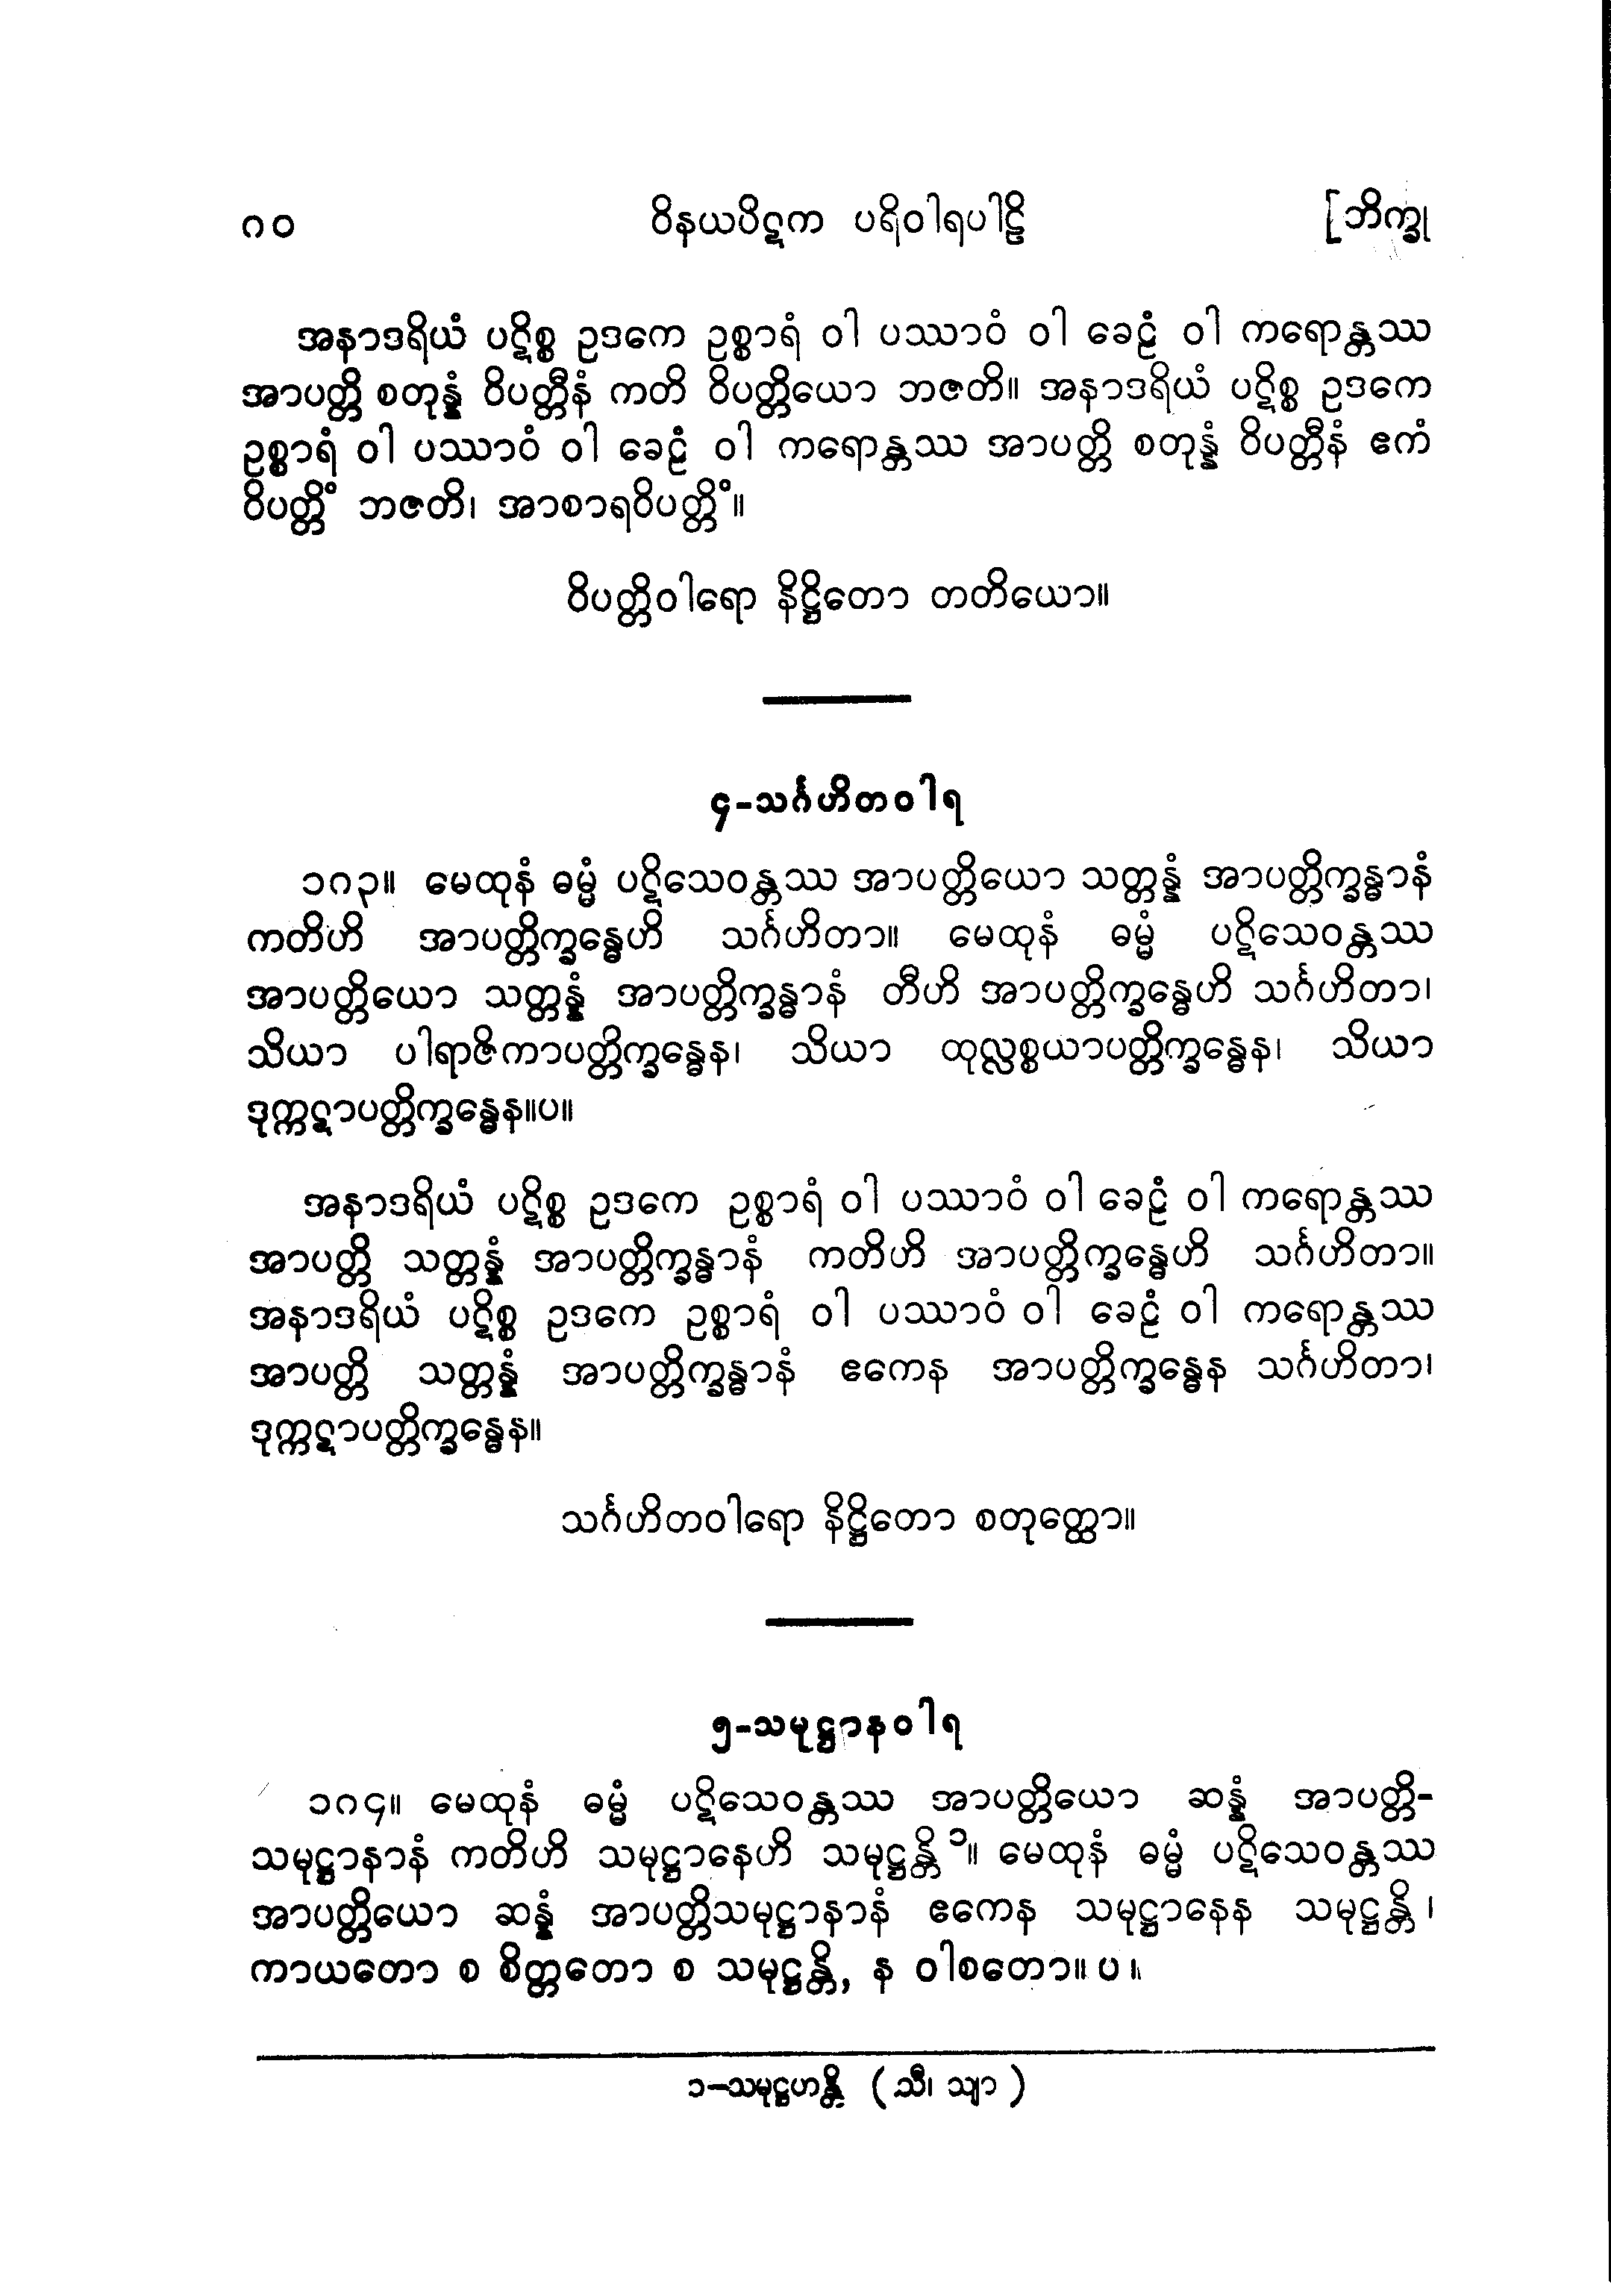 ၈၀ ဝိနယပိဋက ပရိဝါရပါဠိ [ဘိက္ခု
အနာဒရိယံ ပဋိစ္စ ဥဒကေ ဥစ္စာရံ ဝါ ပဿာဝံ ဝါ ခေဠံ ဝါ ကရောန္တဿ
အာပတ္တိ စတုန္နံ ဝိပတ္တီနံ ကတိ ဝိပတ္တိယော ဘဇတိ။ အနာဒရိယံ ပဋိစ္စ ဥဒကေ
ဥစ္စာရံ ဝါ ပဿာဝံ ဝါ ခေဠံ ဝါ ကရောန္တဿ အာပတ္တိ စတုန္နံ ဝိပတ္တီနံ ဧကံ
ဝိပတ္တိံ ဘဇတိ၊ အာစာရဝိပတ္တိံ။
ဝိပတ္တိဝါရော နိဋ္ဌိတော တတိယော။
၄-သင်္ဂဟိတဝါရ
၁၈၃။ မေထုနံ ဓမ္မံ ပဋိသေဝန္တဿ အာပတ္တိယော သတ္တန္နံ အာပတ္တိက္ခန္ဓာနံ
ကတိဟိ အာပတ္တိက္ခန္ဓေဟိ သင်္ဂဟိတာ။ မေထုနံ ဓမ္မံ ပဋိသေဝန္တဿ
အာပတ္တိယော သတ္တန္နံ အာပတ္တိက္ခန္ဓာနံ တီဟိ အာပတ္တိက္ခန္ဓေဟိ သင်္ဂဟိတာ၊
သိယာ ပါရာဇိကာပတ္တိက္ခန္ဓေန၊ သိယာ ထုလ္လစ္စယာပတ္တိက္ခန္ဓေန၊ သိယာ
ဒုက္ကဋာပတ္တိက္ခန္ဓေန။ပ။
အနာဒရိယံ ပဋိစ္စ ဥဒကေ ဥစ္စာရံ ဝါ ပဿာဝံ ဝါ ခေဠံ ဝါ ကရောန္တဿ
အာပတ္တိ သတ္တန္နံ အာပတ္တိက္ခန္ဓာနံ ကတိဟိ အာပတ္တိက္ခန္ဓေဟိ သင်္ဂဟိတာ။
အနာဒရိယံ ပဋိစ္စ ဥဒကေ ဥစ္စာရံ ဝါ ပဿာဝံ ဝါ ခေဠံ ဝါ ကရောန္တဿ
အာပတ္တိ သတ္တန္နံ အာပတ္တိက္ခန္ဓာနံ ဧကေန အာပတ္တိက္ခန္ဓေန သင်္ဂဟိတာ၊
ဒုက္ကဋာပတ္တိက္ခန္ဓေန။
သင်္ဂဟိတဝါရော နိဋ္ဌိတော စတုတ္ထော။
၅-သမုဋ္ဌာနဝါရ
၁၈၄။ မေထုနံ ဓမ္မံ ပဋိသေဝန္တဿ အာပတ္တိယော ဆန္နံ အာပတ္တိ-
သမုဋ္ဌာနာနံ ကတိဟိ သမုဋ္ဌာနေဟိ သမုဋ္ဌန္တိ ၁။ မေထုနံ ဓမ္မံ ပဋိသေဝန္တဿ
အာပတ္တိယော ဆန္နံ အာပတ္တိသမုဋ္ဌာနာနံ ဧကေန သမုဋ္ဌာနေန သမုဋ္ဌန္တိ၊
ကာယတော စ စိတ္တတော စ သမုဋ္ဌန္တိ, န ဝါစတော။ ပ ။
၁-သမုဋ္ဌဟန္တိ (သီ၊ သျာ)